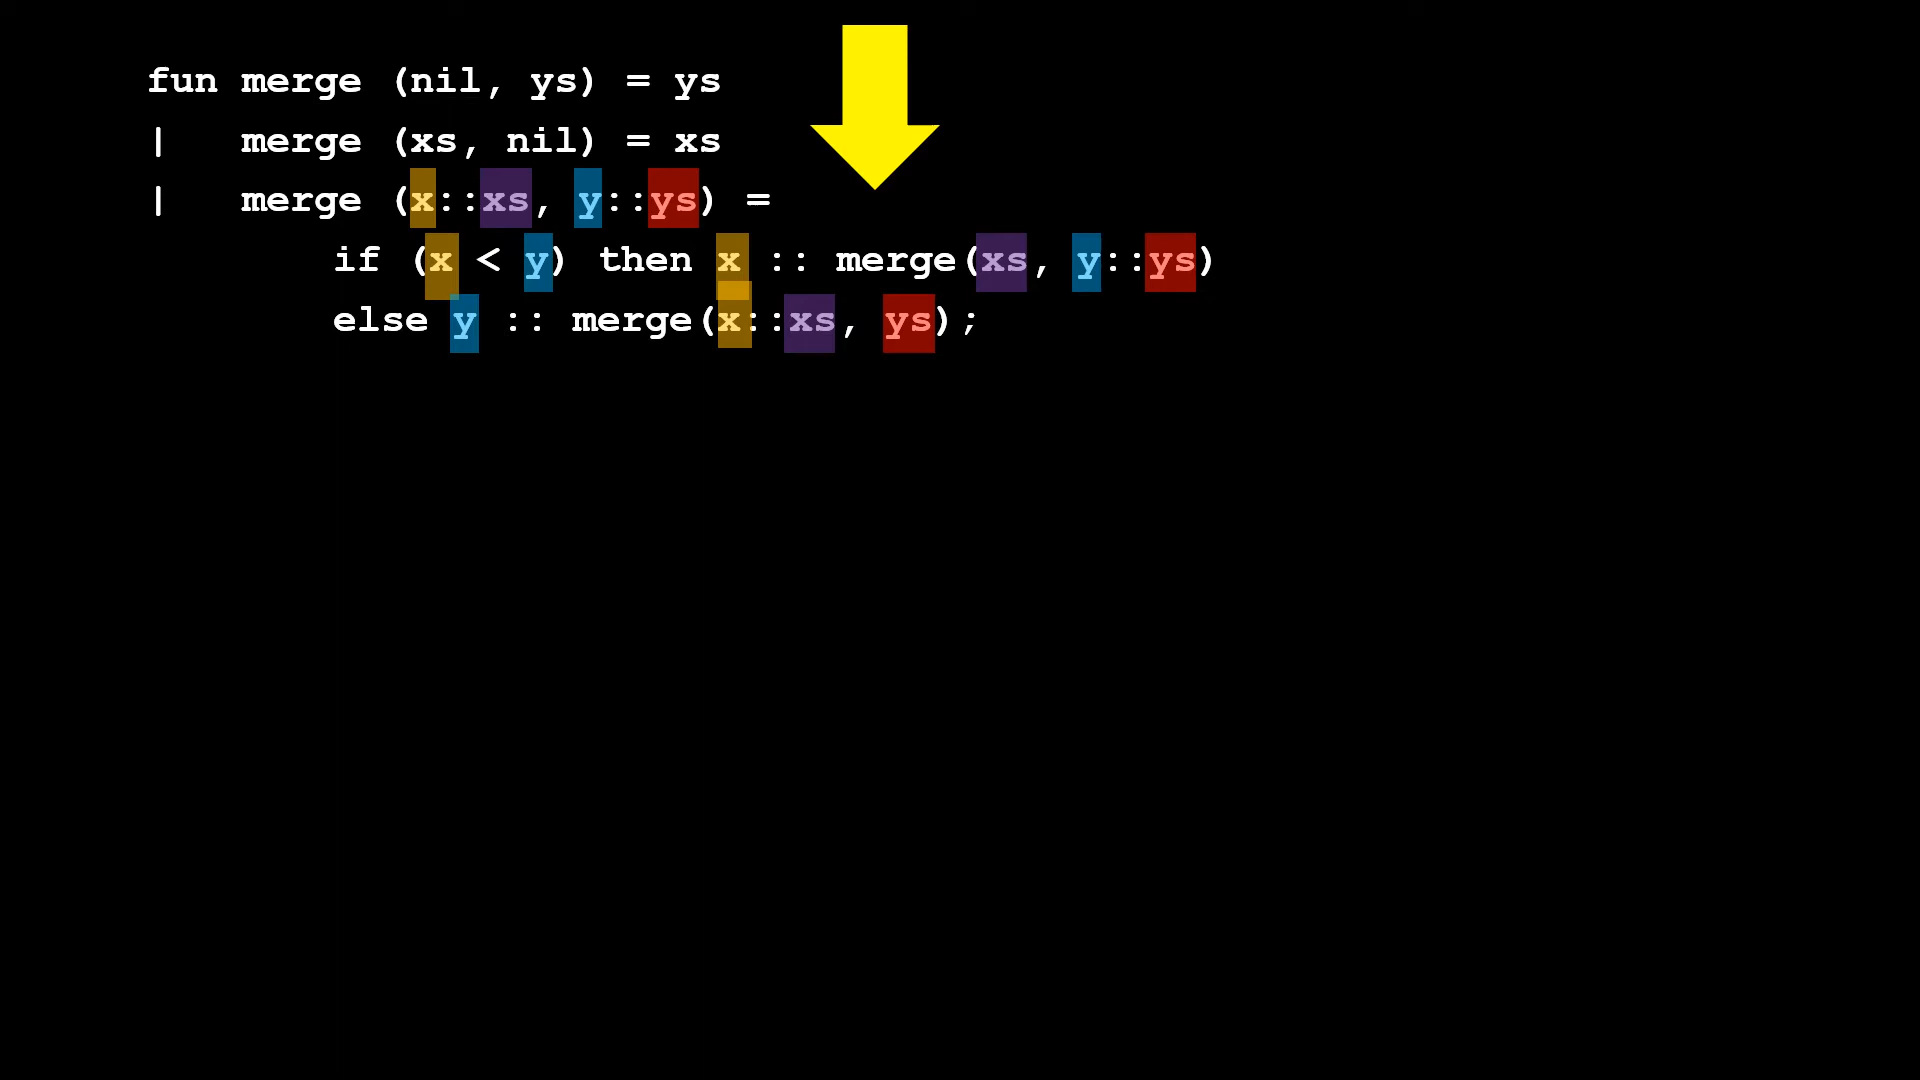 fun merge (nil, ys) = ys
|   merge (xs, nil) = xs
|   merge (x::xs, y::ys) =
        if (x < y) then x :: merge(xs, y::ys)
        else y :: merge(x::xs, ys);